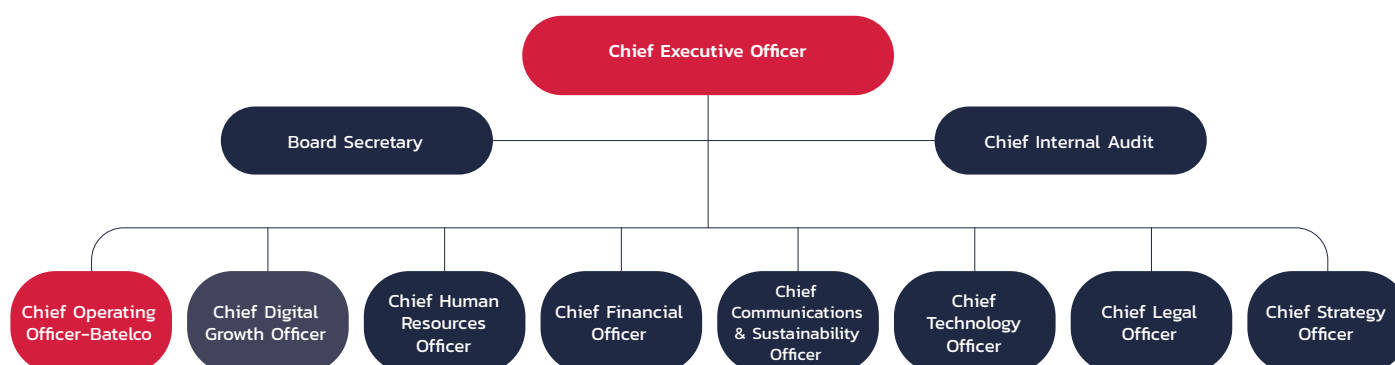 Chief Executive Officer
Board Secretary
Chief Internal Audit
Chief Operating
Officer-Batelco
Chief Digital
Growth Officer
Chief Human
Resources
Officer
Chief Financial
Officer
Chief
Communications
& Sustainability
Officer
Chief
Technology
Officer
Chief Legal
Officer
Chief Strategy
Officer